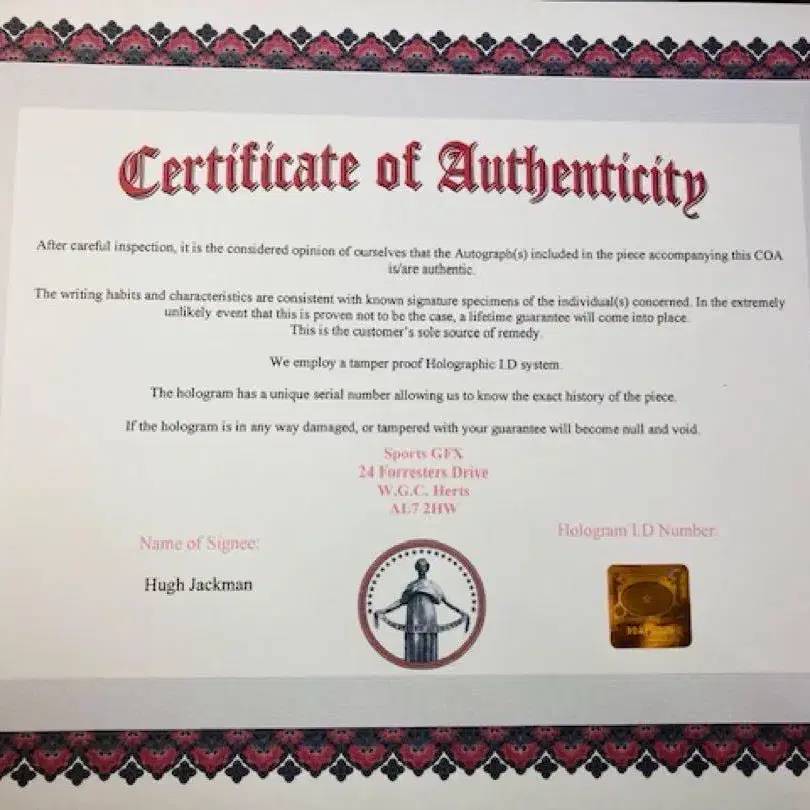 Certificate of Authenticity
After careful inspection, it is the considered opinion of ourselves that the Autograph(s) included in the piece accompanying this COA
is/are authentic.
The writing habits and characteristics are consistent with known signature specimens of the individual(s) concerned. In the extremely
unlikely event that this is proven not to be the case, a lifetime guarantee will come into place.
This is the customer's sole source of remedy.
We employ a tamper proof Holographic I.D system.
The hologram has a unique serial number allowing us to know the exact history of the piece.
If the hologram is in any way damaged, or tampered with your guarantee will become null and void.
Sports GFX
24 Forresters Drive
W.G.C. Herts
AL7 2HW
Name of Signee:
Hugh Jackman
Hologram I.D Number: